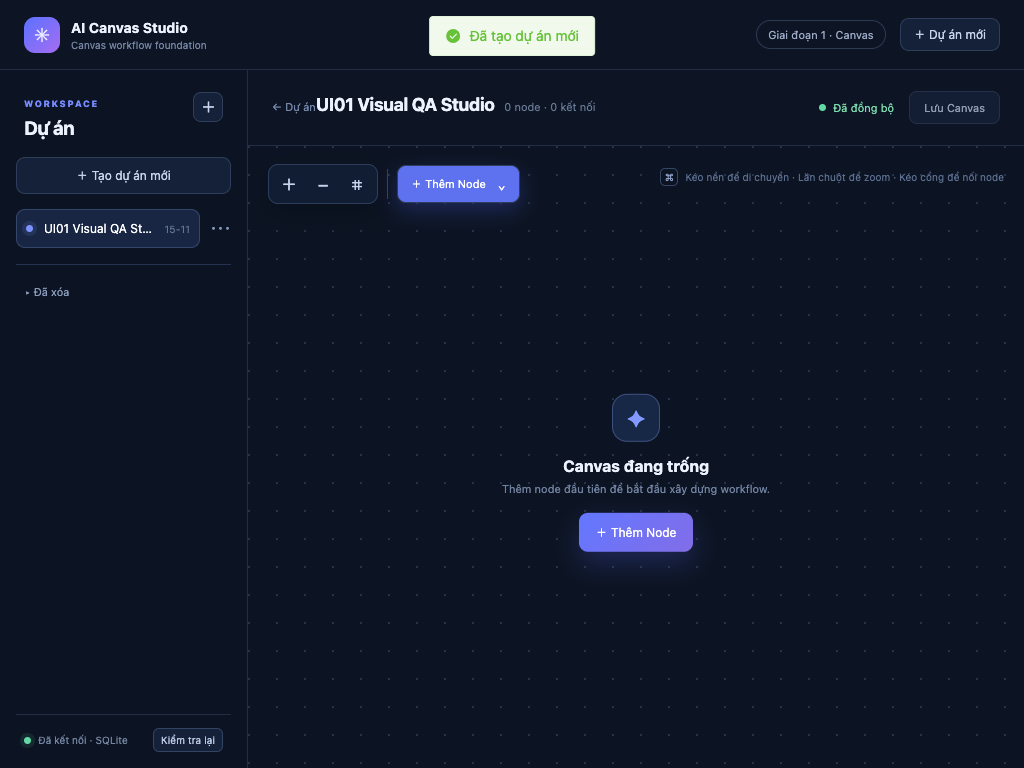 AI Canvas Studio
Canvas workflow foundation
Đã tạo dự án mới
Giai đoạn 1 · Canvas
+ Dự án mới
WORKSPACE
Dự án
+
+ Tạo dự án mới
UI01 Visual QA St... 15-11
▸ Đã xóa
Đã kết nối · SQLite
Kiểm tra lại
← Dự án
UI01 Visual QA Studio
0 node · 0 kết nối
Đã đồng bộ
Lưu Canvas
+ − #
+ Thêm Node
⌘ Kéo nền để di chuyển · Lăn chuột để zoom · Kéo cổng để nối node
Canvas đang trống
Thêm node đầu tiên để bắt đầu xây dựng workflow.
+ Thêm Node